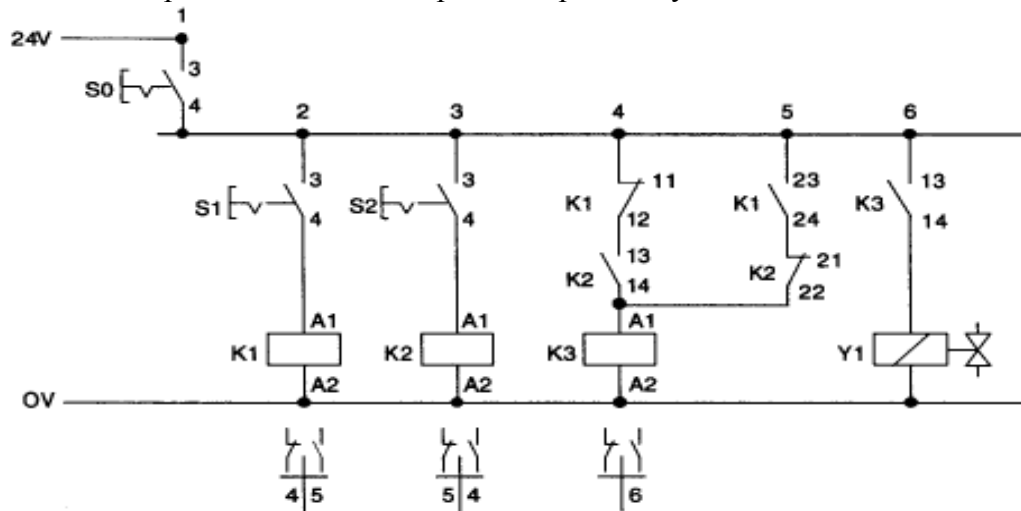 1
24V
3
S0
4
2 3 4 5 6
3 3 11 23 13
S1 S2 K1 K1 K3
4 4 12 24 14
13 21
K2 K2
14 22
A1 A1 A1
K1 K2 K3 Y1
A2 A2 A2
OV
4 5 5 4 6